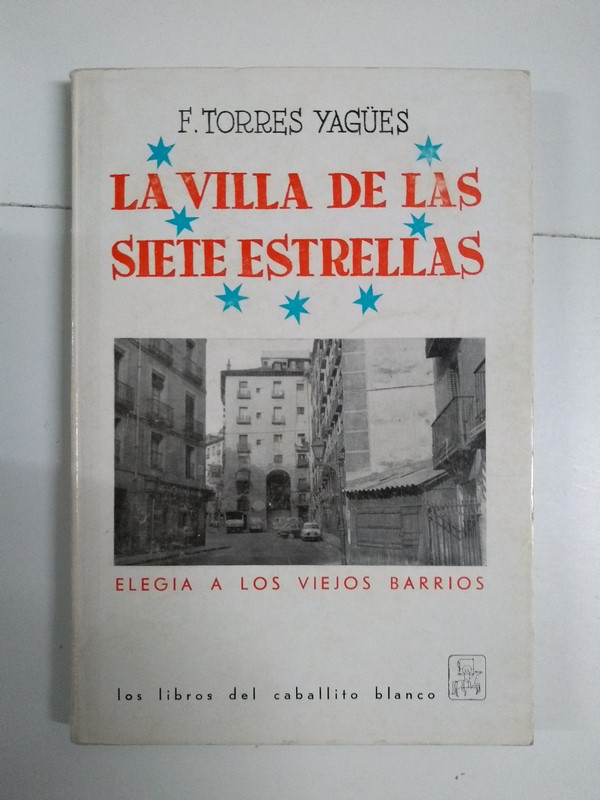 F. TORRES YAGÜES
LA VILLA DE LAS
SIETE ESTRELLAS
ELEGIA A LOS VIEJOS BARRIOS
los libros del caballito blanco